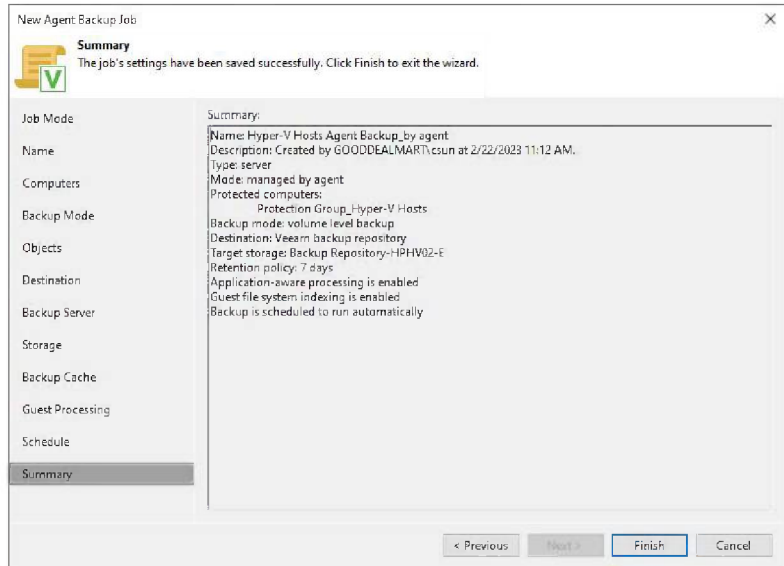 New Agent Backup Job
Summary
The job's settings have been saved successfully. Click Finish to exit the wizard.
Job Mode
Name
Computers
Backup Mode
Objects
Destination
Backup Server
Storage
Backup Cache
Guest Processing
Schedule
Summary
Summary:
Name: Hyper-V Hosts Agent Backup_by agent
Description: Created by GOODDEALMART\csun at 2/22/2023 11:12 AM.
Type: server
Mode: managed by agent
Protected computers:
Protection Group_Hyper-V Hosts
Backup mode: volume level backup
Destination: Veeam backup repository
Target storage: Backup Repository-HPHV02-E
Retention policy: 7 days
Application-aware processing is enabled
Guest file system indexing is enabled
Backup is scheduled to run automatically
< Previous
Next >
Finish
Cancel